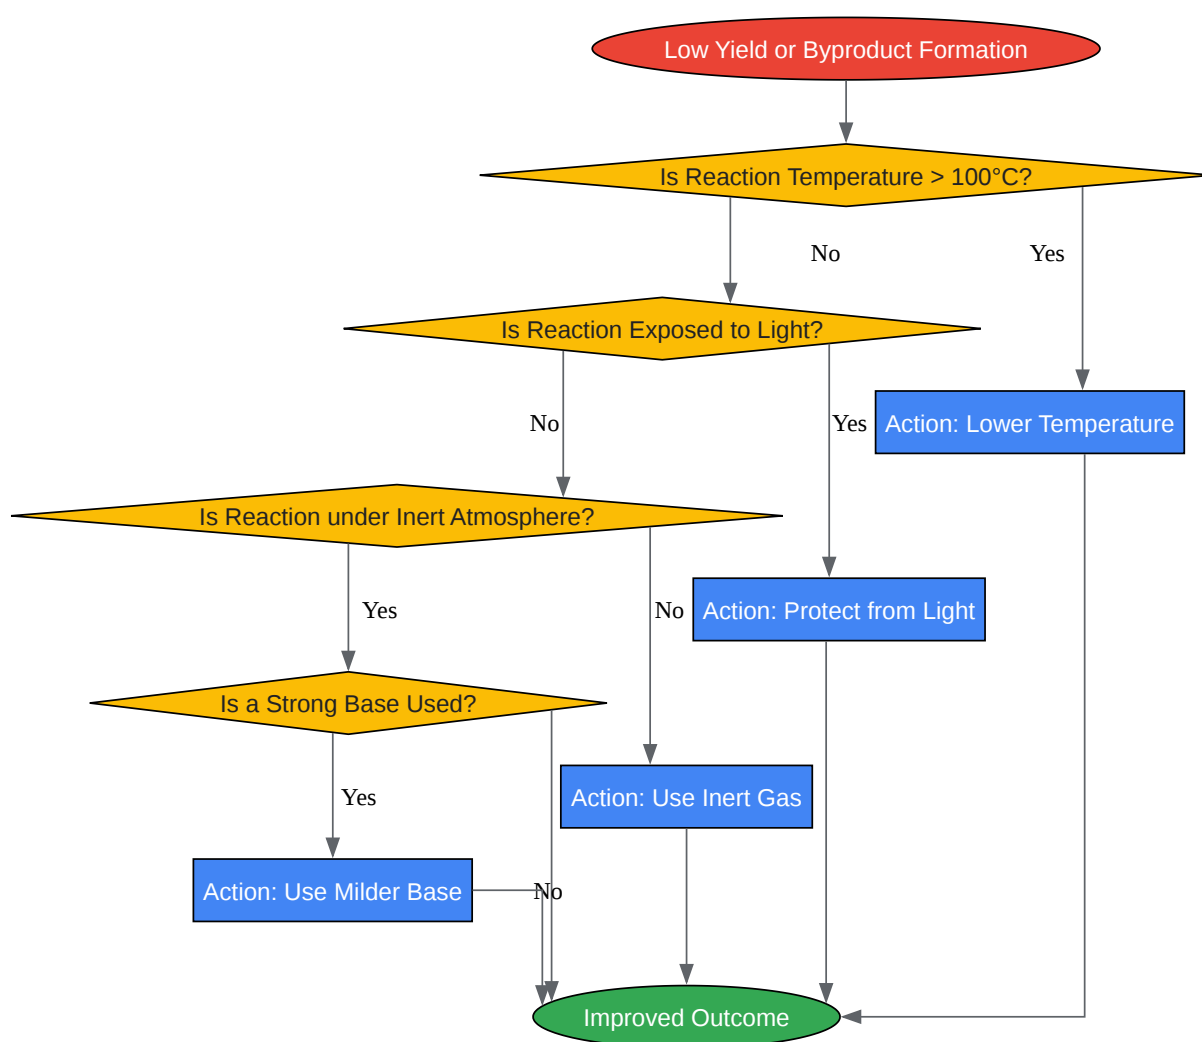 Low Yield or Byproduct Formation
Is Reaction Temperature > 100°C?
No
Yes
Is Reaction Exposed to Light?
No
Yes
Action: Lower Temperature
Is Reaction under Inert Atmosphere?
Yes
No
Action: Protect from Light
Is a Strong Base Used?
Yes
Action: Use Inert Gas
Action: Use Milder Base
No
Improved Outcome